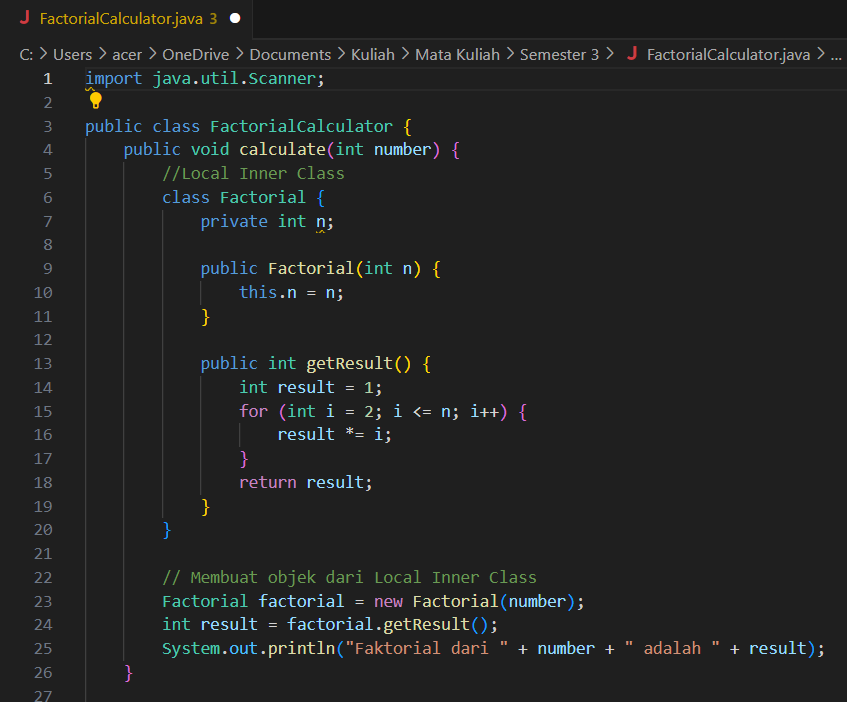 J FactorialCalculator.java 3
C: > Users > acer > OneDrive > Documents > Kuliah > Mata Kuliah > Semester 3 > J FactorialCalculator.java > ...
1 import java.util.Scanner;
2
3 public class FactorialCalculator {
4     public void calculate(int number) {
5         //Local Inner Class
6         class Factorial {
7             private int n;
8
9             public Factorial(int n) {
10                 this.n = n;
11             }
12
13             public int getResult() {
14                 int result = 1;
15                 for (int i = 2; i <= n; i++) {
16                     result *= i;
17                 }
18                 return result;
19             }
20         }
21
22         // Membuat objek dari Local Inner Class
23         Factorial factorial = new Factorial(number);
24         int result = factorial.getResult();
25         System.out.println("Faktorial dari " + number + " adalah " + result);
26     }
27